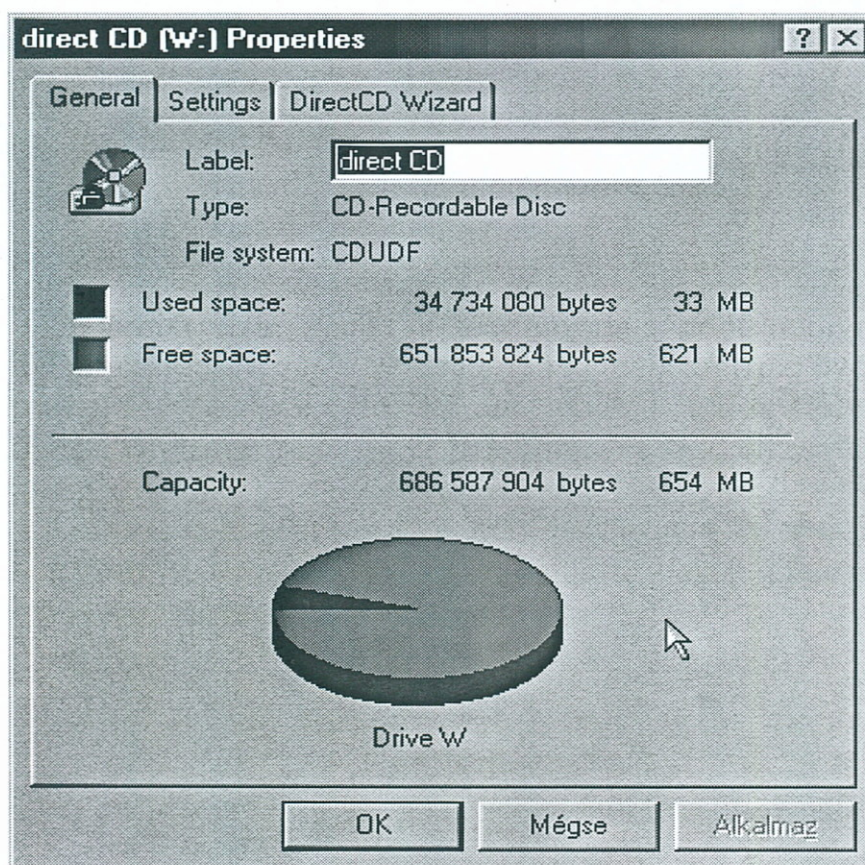 direct CD (W:) Properties
General Settings DirectCD Wizard
Label: direct CD
Type: CD-Recordable Disc
File system: CDUDF
Used space: 34 734 080 bytes 33 MB
Free space: 651 853 824 bytes 621 MB
Capacity: 686 587 904 bytes 654 MB
Drive W
OK Mégse Alkalmaz